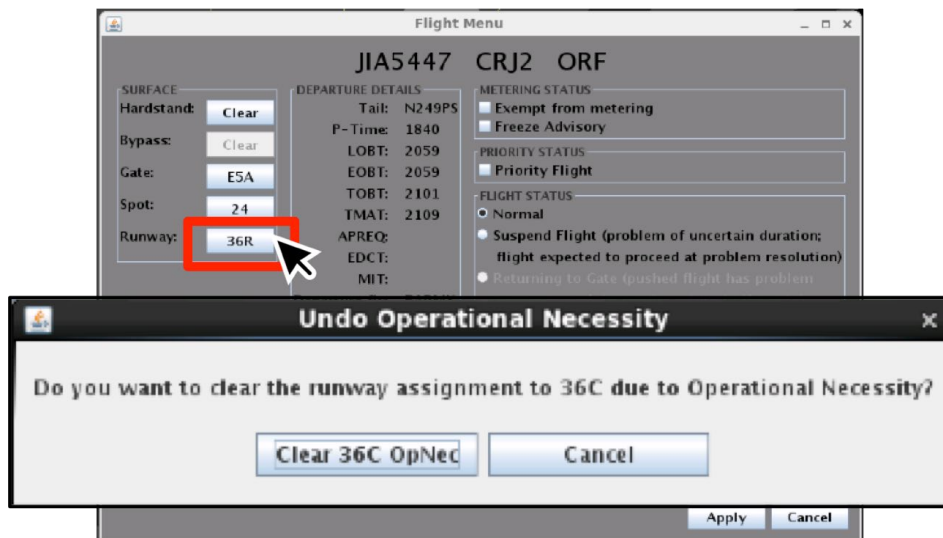 Flight Menu
JIA5447 CRJ2 ORF
SURFACE
Hardstand: Clear
Bypass: Clear
Gate: E5A
Spot: 24
Runway: 36R
DEPARTURE DETAILS
Tail: N249PS
P-Time: 1840
LOBT: 2059
EOBT: 2059
TOBT: 2101
TMAT: 2109
APREQ:
EDCT:
MIT:
METERING STATUS
Exempt from metering
Freeze Advisory
PRIORITY STATUS
Priority Flight
FLIGHT STATUS
Normal
Suspend Flight (problem of uncertain duration;
flight expected to proceed at problem resolution)
Returning to Gate (pushed flight has problem
Undo Operational Necessity
Do you want to clear the runway assignment to 36C due to Operational Necessity?
Clear 36C OpNec Cancel
Apply Cancel